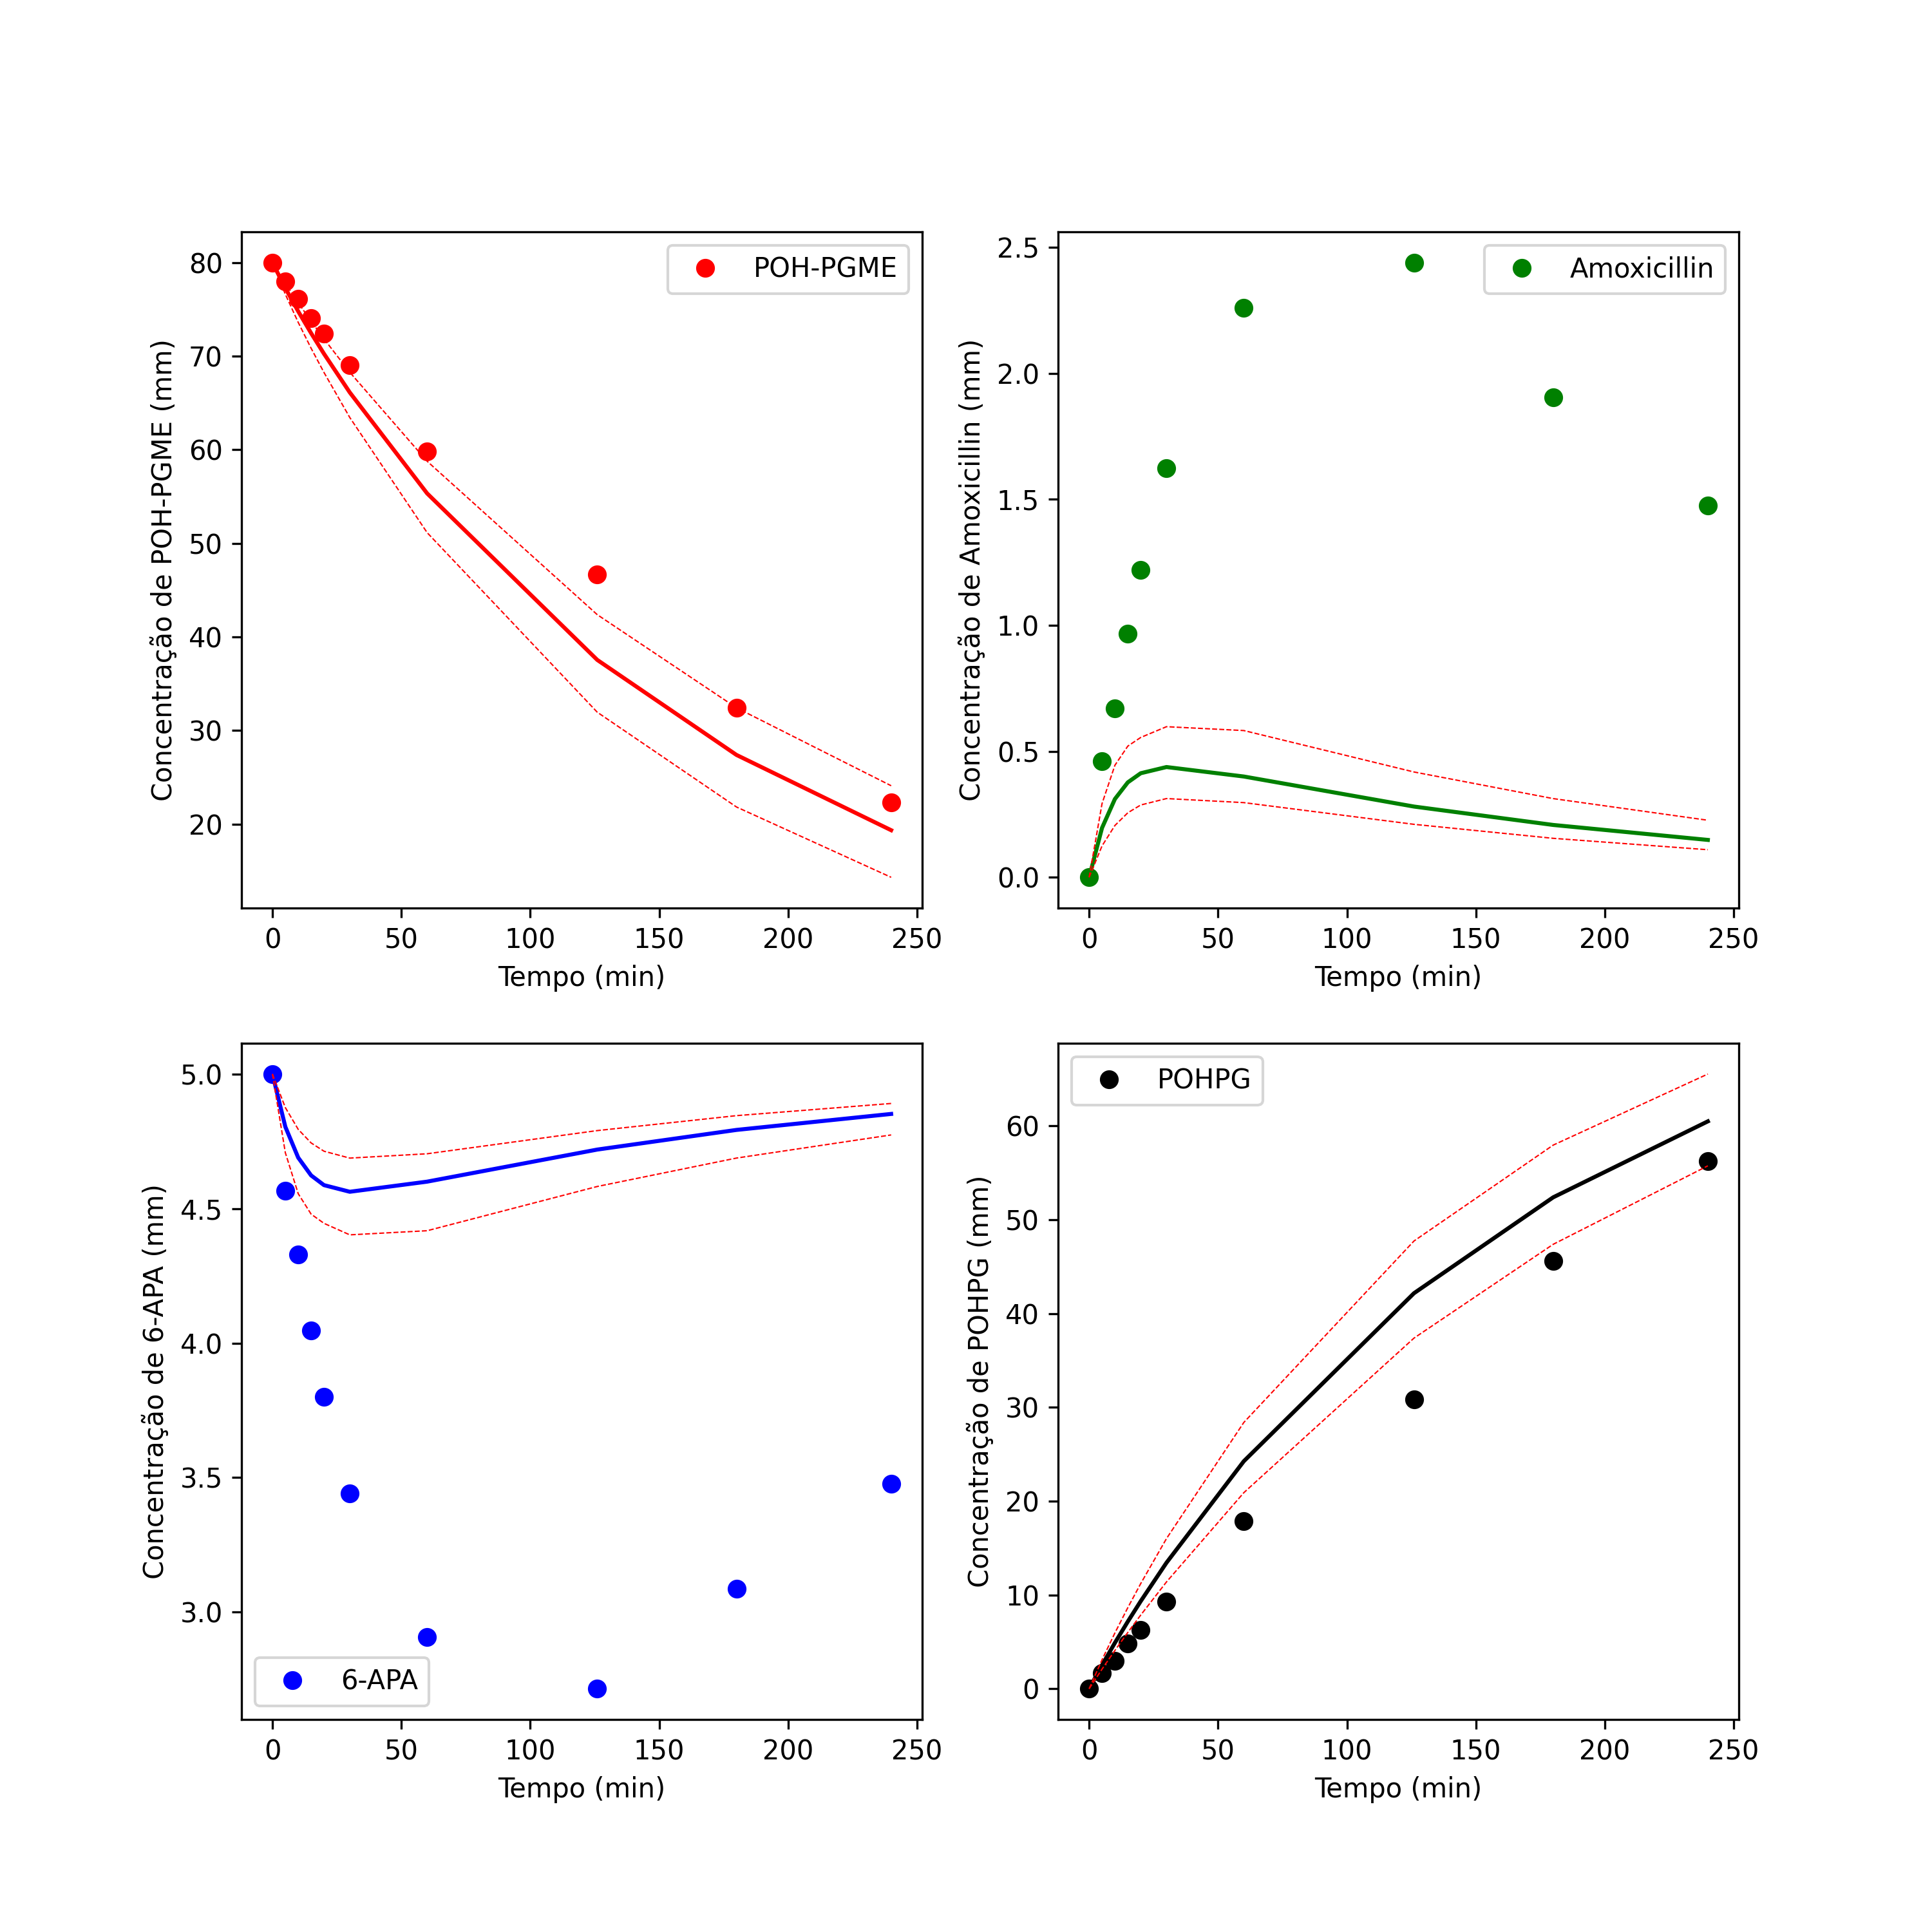 POH-PGME
Concentração de POH-PGME (mm)
80
70
60
50
40
30
20
0 50 100 150 200 250
Tempo (min)
Amoxicillin
Concentração de Amoxicillin (mm)
2.5
2.0
1.5
1.0
0.5
0.0
0 50 100 150 200 250
Tempo (min)
6-APA
Concentração de 6-APA (mm)
5.0
4.5
4.0
3.5
3.0
0 50 100 150 200 250
Tempo (min)
POHPG
Concentração de POHPG (mm)
60
50
40
30
20
10
0
0 50 100 150 200 250
Tempo (min)